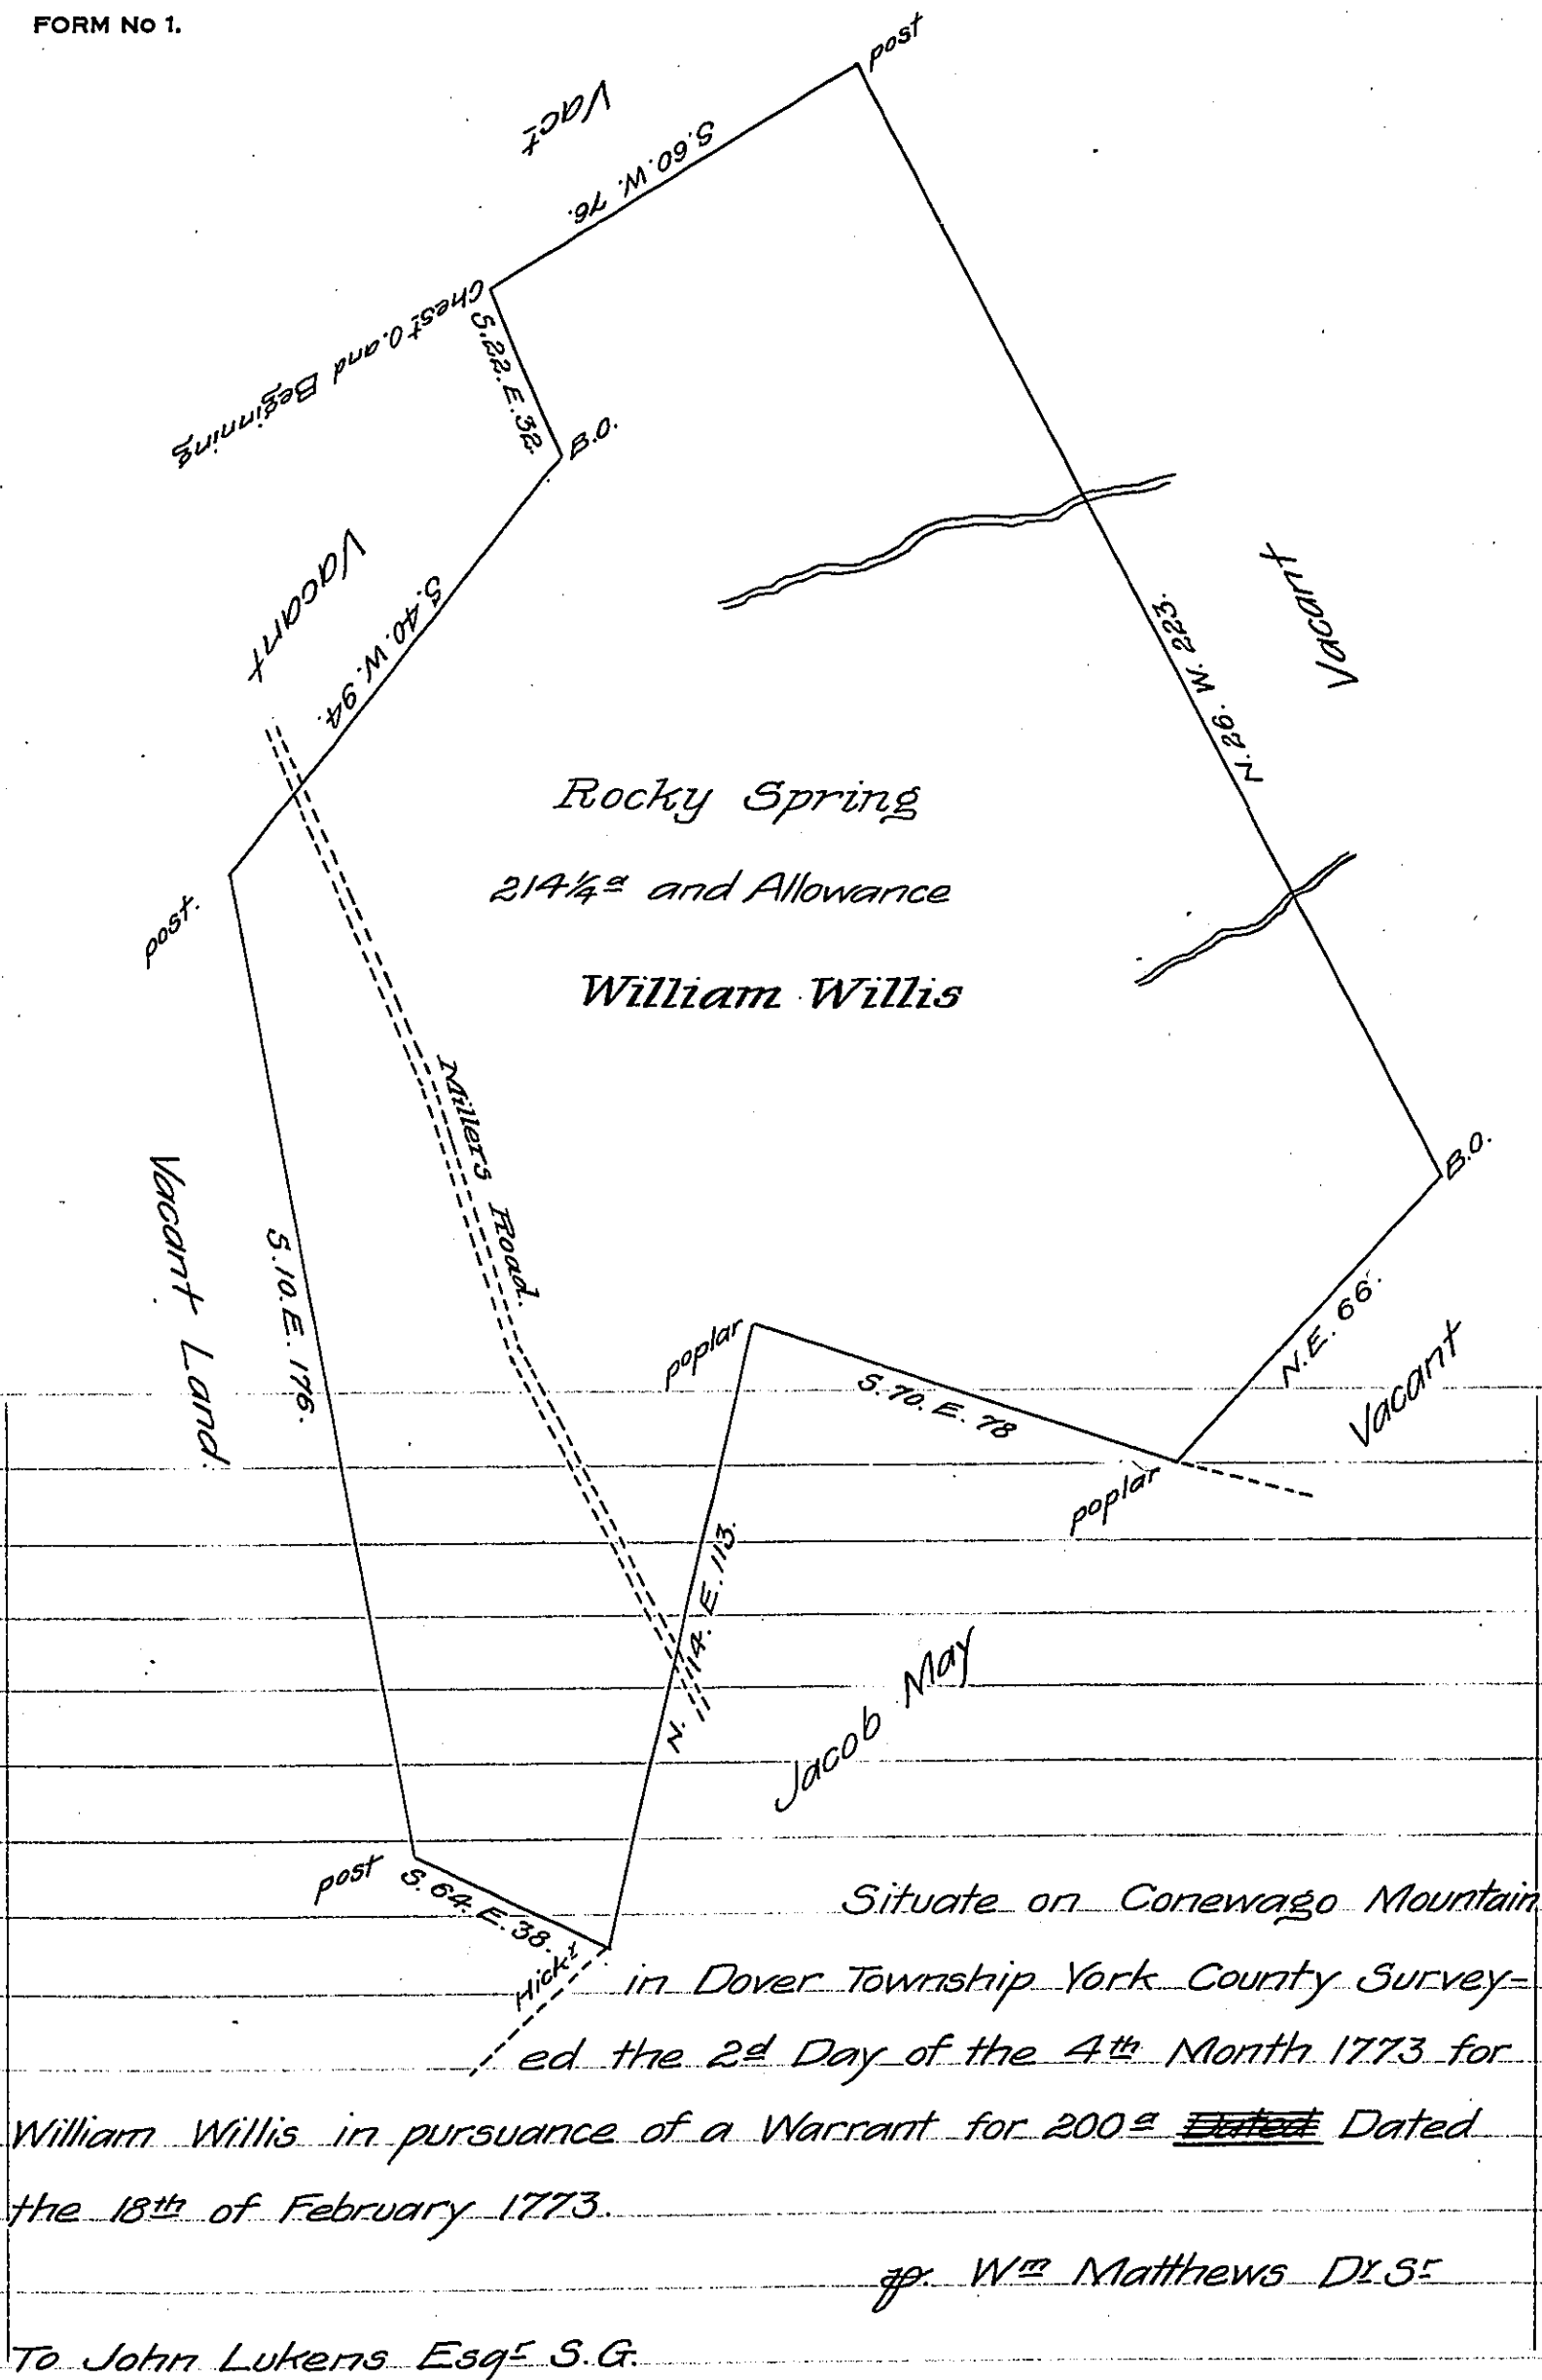 FORM No 1.
post
Vact
S. 60. W. 76.
Chest O. and Beginning
S. 22. E. 32.
B.O.
Vacant
S. 40. W. 94.
Vacant
N. 26. W. 223.
Rocky Spring
214¼a and Allowance
William Willis
post.
Millers Road.
B.O.
Vacant Land.
S. 10. E. 176.
poplar
S. 70. E. 78
N.E. 66.
Vacant
poplar
N. 14. E. 113.
Jacob May
post
S. 64. E. 38.
Hicky
Situate on Conewago Mountain
in Dover Township York County Survey=
ed the 2d Day of the 4th Month 1773 for
William Willis in pursuance of a Warrant for 200a Dated Dated
the 18th of February 1773.
Wm Matthews Dy Sr
To John Lukens Esqr S.G.